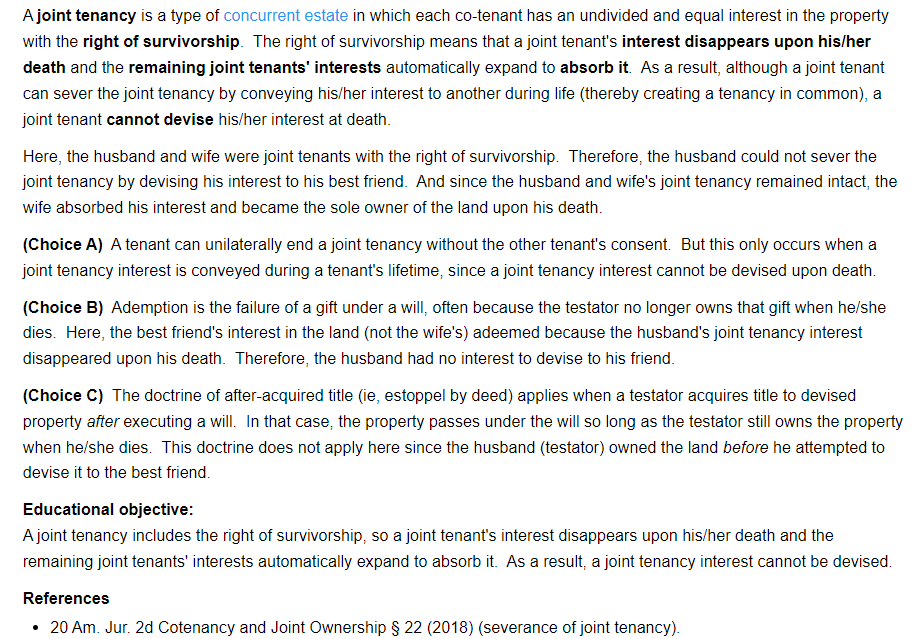 A joint tenancy is a type of concurrent estate in which each co-tenant has an undivided and equal interest in the property
with the right of survivorship.  The right of survivorship means that a joint tenant's interest disappears upon his/her
death and the remaining joint tenants' interests automatically expand to absorb it.  As a result, although a joint tenant
can sever the joint tenancy by conveying his/her interest to another during life (thereby creating a tenancy in common), a
joint tenant cannot devise his/her interest at death.
Here, the husband and wife were joint tenants with the right of survivorship.  Therefore, the husband could not sever the
joint tenancy by devising his interest to his best friend.  And since the husband and wife's joint tenancy remained intact, the
wife absorbed his interest and became the sole owner of the land upon his death.
(Choice A)  A tenant can unilaterally end a joint tenancy without the other tenant's consent.  But this only occurs when a
joint tenancy interest is conveyed during a tenant's lifetime, since a joint tenancy interest cannot be devised upon death.
(Choice B)  Ademption is the failure of a gift under a will, often because the testator no longer owns that gift when he/she
dies.  Here, the best friend's interest in the land (not the wife's) adeemed because the husband's joint tenancy interest
disappeared upon his death.  Therefore, the husband had no interest to devise to his friend.
(Choice C)  The doctrine of after-acquired title (ie, estoppel by deed) applies when a testator acquires title to devised
property after executing a will.  In that case, the property passes under the will so long as the testator still owns the property
when he/she dies.  This doctrine does not apply here since the husband (testator) owned the land before he attempted to
devise it to the best friend.
Educational objective:
A joint tenancy includes the right of survivorship, so a joint tenant's interest disappears upon his/her death and the
remaining joint tenants' interests automatically expand to absorb it.  As a result, a joint tenancy interest cannot be devised.
References
• 20 Am. Jur. 2d Cotenancy and Joint Ownership § 22 (2018) (severance of joint tenancy).